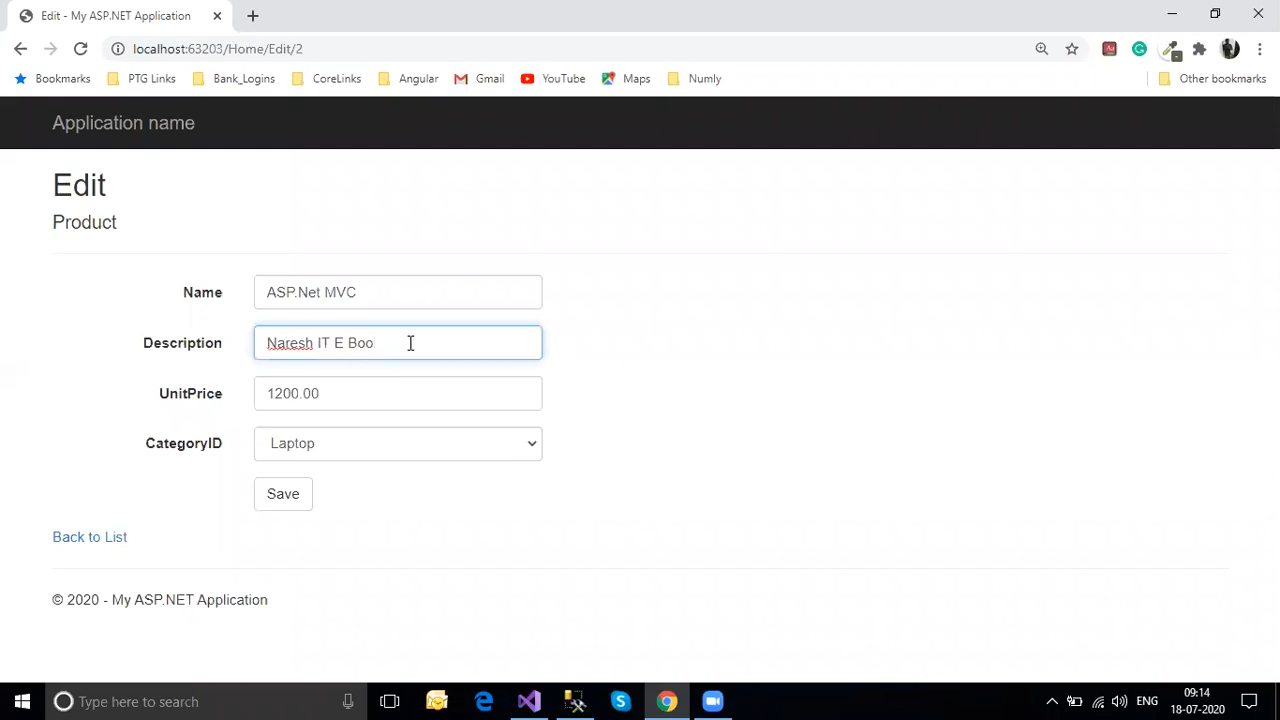 Edit - My ASP.NET Application
localhost:63203/Home/Edit/2
Bookmarks PTG Links Bank_Logins CoreLinks Angular Gmail YouTube Maps Numly Other bookmarks
Application name
Edit
Product
Name ASP.Net MVC
Description Naresh IT E Boo
UnitPrice 1200.00
CategoryID Laptop
Save
Back to List
© 2020 - My ASP.NET Application
Type here to search
ENG
09:14
18-07-2020